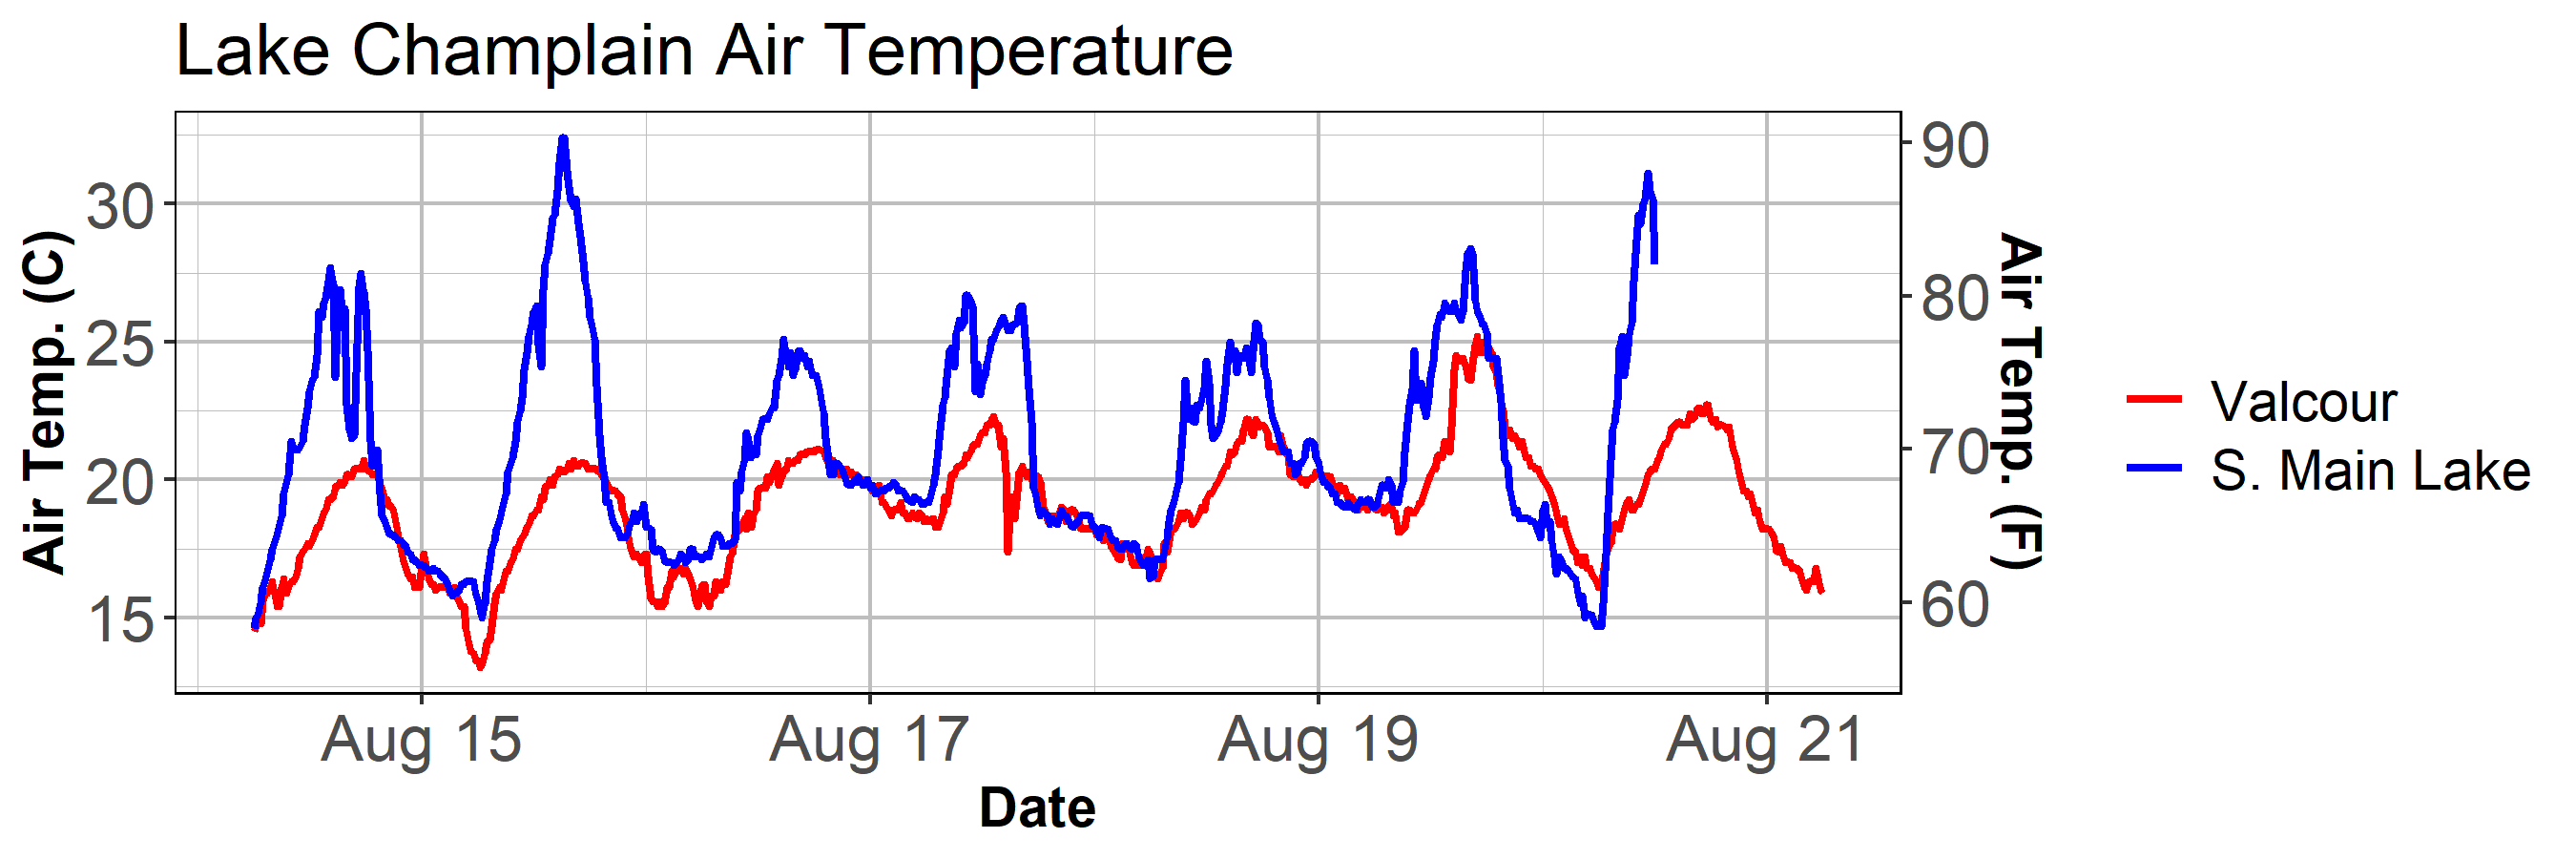 Lake Champlain Air Temperature
Air Temp. (C)
30
25
20
15
90
80
70
60
Air Temp. (F)
Aug 15
Aug 17
Aug 19
Aug 21
Date
Valcour
S. Main Lake